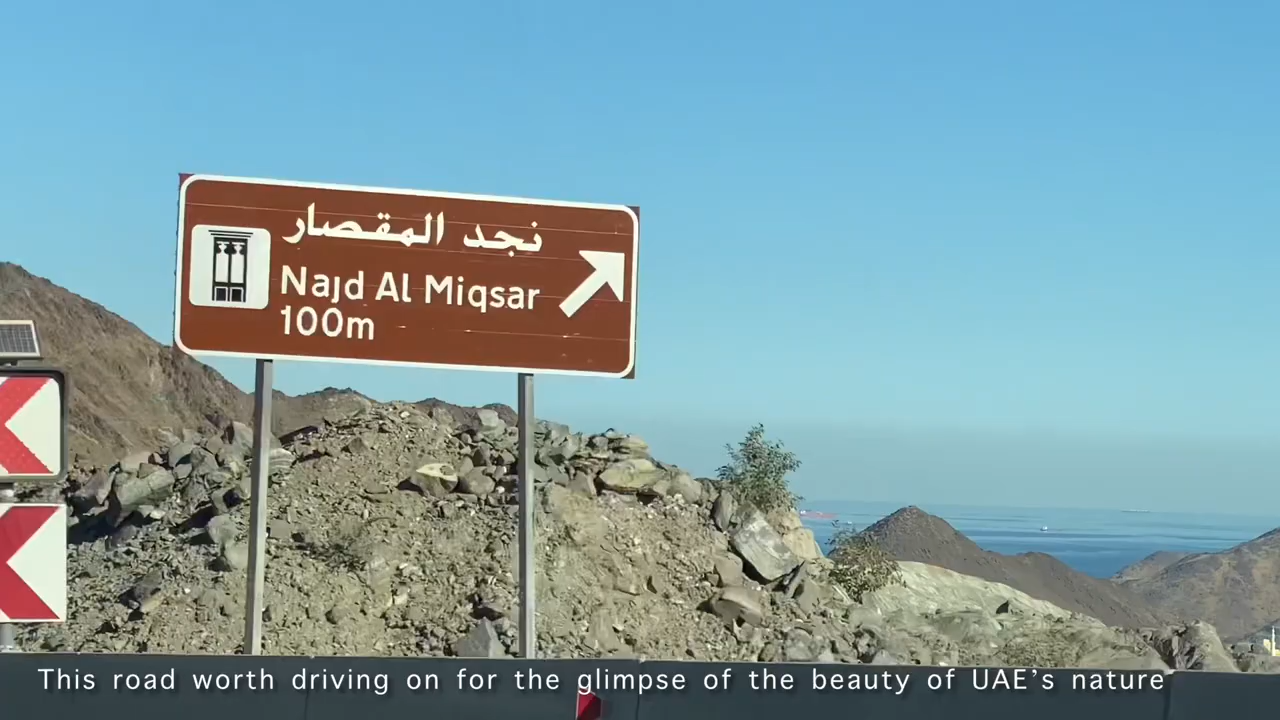 نجد المقصار
Najd Al Miqsar
100m
This road worth driving on for the glimpse of the beauty of UAE's nature